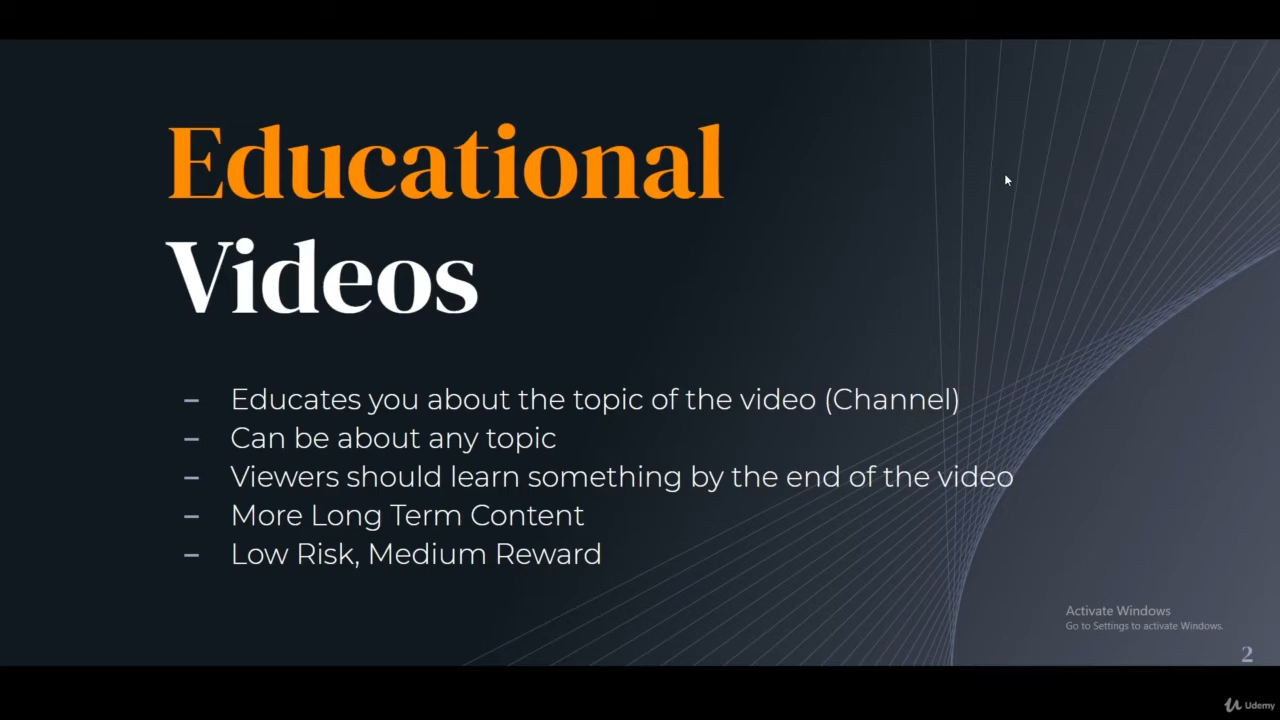 Educational
Videos
– Educates you about the topic of the video (Channel)
– Can be about any topic
– Viewers should learn something by the end of the video
– More Long Term Content
– Low Risk, Medium Reward
Activate Windows
Go to Settings to activate Windows.
2
Udemy